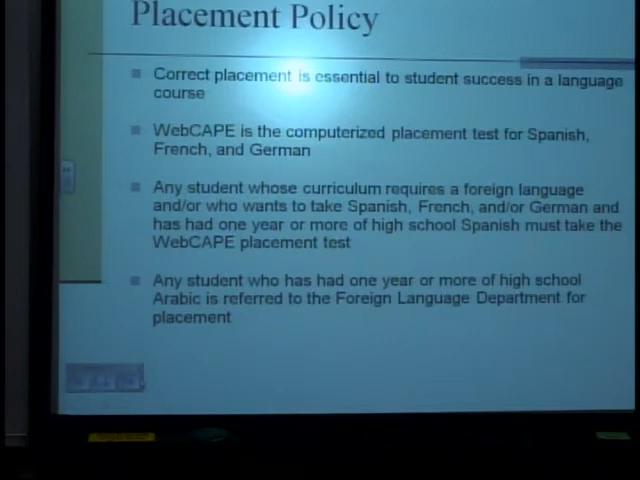 Placement Policy
Correct placement is essential to student success in a language
course
WebCAPE is the computerized placement test for Spanish,
French, and German
Any student whose curriculum requires a foreign language
and/or who wants to take Spanish, French, and/or German and
has had one year or more of high school Spanish must take the
WebCAPE placement test
Any student who has had one year or more of high school
Arabic is referred to the Foreign Language Department for
placement